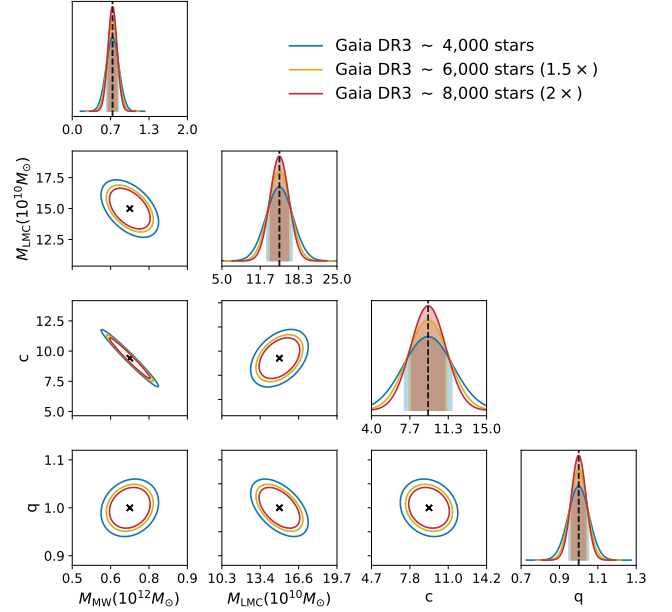 Gaia DR3 ~ 4,000 stars
Gaia DR3 ~ 6,000 stars (1.5 ×)
Gaia DR3 ~ 8,000 stars (2 ×)
0.0 0.7 1.3 2.0
M_LMC(10^10 M_⊙)
17.5
15.0
12.5
5.0 11.7 18.3 25.0
c
12.5
10.0
7.5
5.0
4.0 7.7 11.3 15.0
q
1.1
1.0
0.9
0.5 0.6 0.8 0.9
10.3 13.4 16.6 19.7
4.7 7.8 11.0 14.2
0.7 0.9 1.1 1.3
M_MW(10^12 M_⊙)
M_LMC(10^10 M_⊙)
c
q